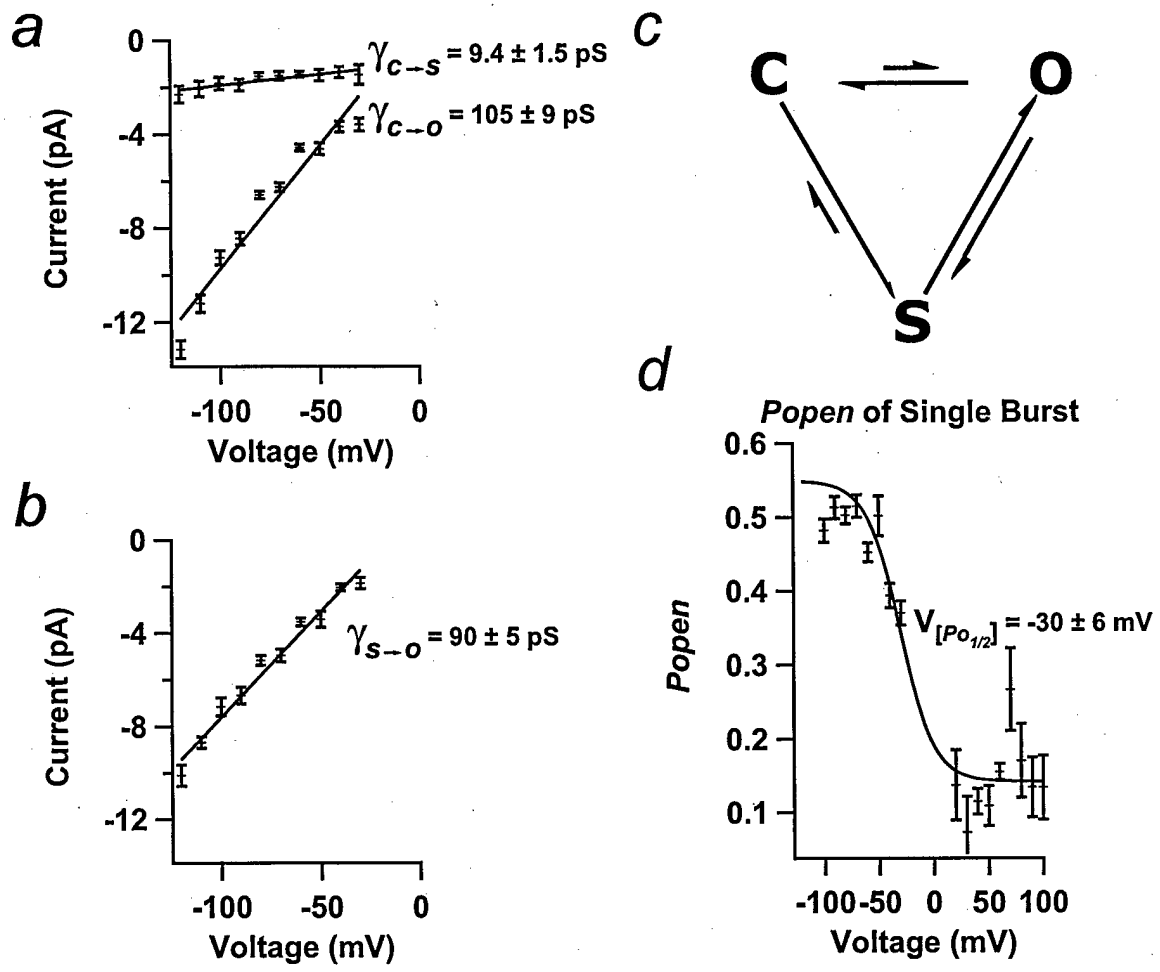 a
0
-4
-8
-12
Current (pA)
γC→S = 9.4 ± 1.5 pS
γC→O = 105 ± 9 pS
-100
-50
0
Voltage (mV)
b
0
-4
-8
-12
Current (pA)
γS→O = 90 ± 5 pS
-100
-50
0
Voltage (mV)
c
C
O
S
d
Popen of Single Burst
0.6
0.5
0.4
0.3
0.2
0.1
Popen
V[Po1/2] = -30 ± 6 mV
-100
-50
0
50
100
Voltage (mV)